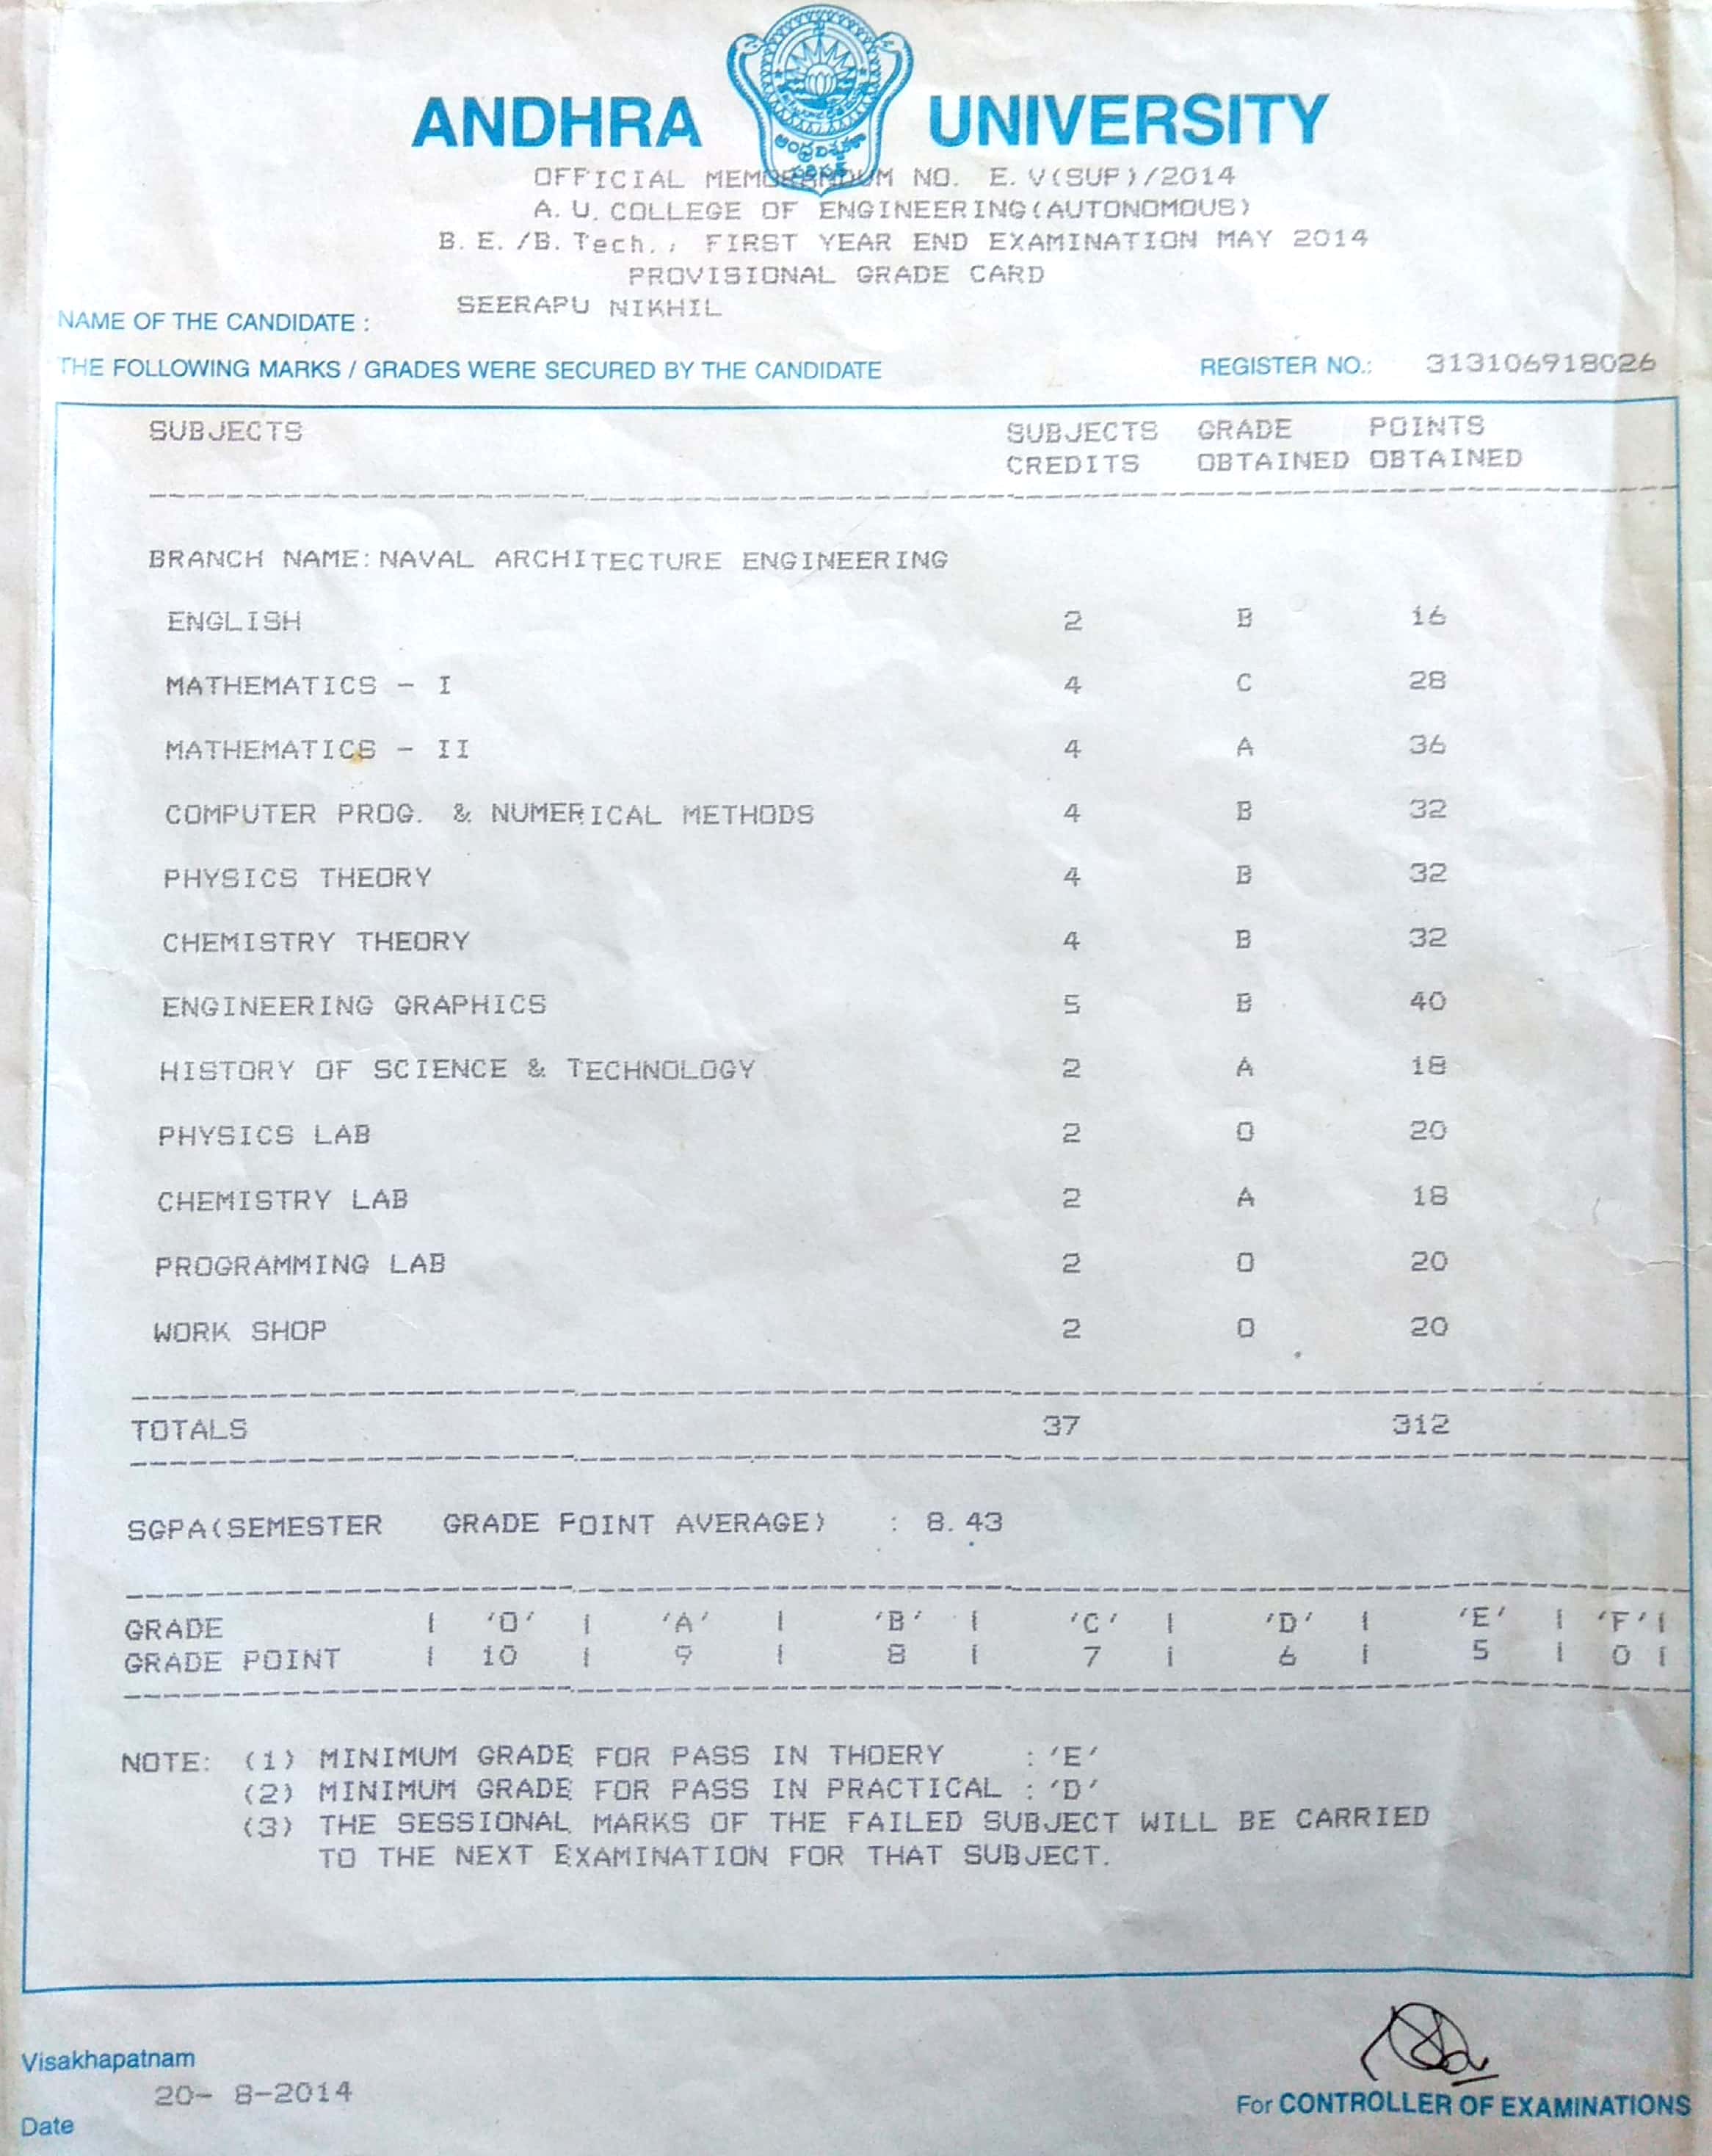 ANDHRA UNIVERSITY
OFFICIAL MEMORANDUM NO. E.V(SUP)/2014
A.U.COLLEGE OF ENGINEERING(AUTONOMOUS)
B.E./B.Tech., FIRST YEAR END EXAMINATION MAY 2014
PROVISIONAL GRADE CARD
NAME OF THE CANDIDATE : SEERAPU NIKHIL
THE FOLLOWING MARKS / GRADES WERE SECURED BY THE CANDIDATE REGISTER NO.: 313106918026
SUBJECTS SUBJECTS GRADE POINTS
CREDITS OBTAINED OBTAINED
BRANCH NAME:NAVAL ARCHITECTURE ENGINEERING
ENGLISH 2 B 16
MATHEMATICS - I 4 C 28
MATHEMATICS - II 4 A 36
COMPUTER PROG. & NUMERICAL METHODS 4 B 32
PHYSICS THEORY 4 B 32
CHEMISTRY THEORY 4 B 32
ENGINEERING GRAPHICS 5 B 40
HISTORY OF SCIENCE & TECHNOLOGY 2 A 18
PHYSICS LAB 2 O 20
CHEMISTRY LAB 2 A 18
PROGRAMMING LAB 2 O 20
WORK SHOP 2 O 20
TOTALS 37 312
SGPA(SEMESTER GRADE POINT AVERAGE) : 8.43
GRADE | 'O' | 'A' | 'B' | 'C' | 'D' | 'E' | 'F'|
GRADE POINT | 10 | 9 | 8 | 7 | 6 | 5 | 0 |
NOTE: (1) MINIMUM GRADE FOR PASS IN THOERY : 'E'
(2) MINIMUM GRADE FOR PASS IN PRACTICAL : 'D'
(3) THE SESSIONAL MARKS OF THE FAILED SUBJECT WILL BE CARRIED
TO THE NEXT EXAMINATION FOR THAT SUBJECT.
Visakhapatnam
20- 8-2014
Date
For CONTROLLER OF EXAMINATIONS